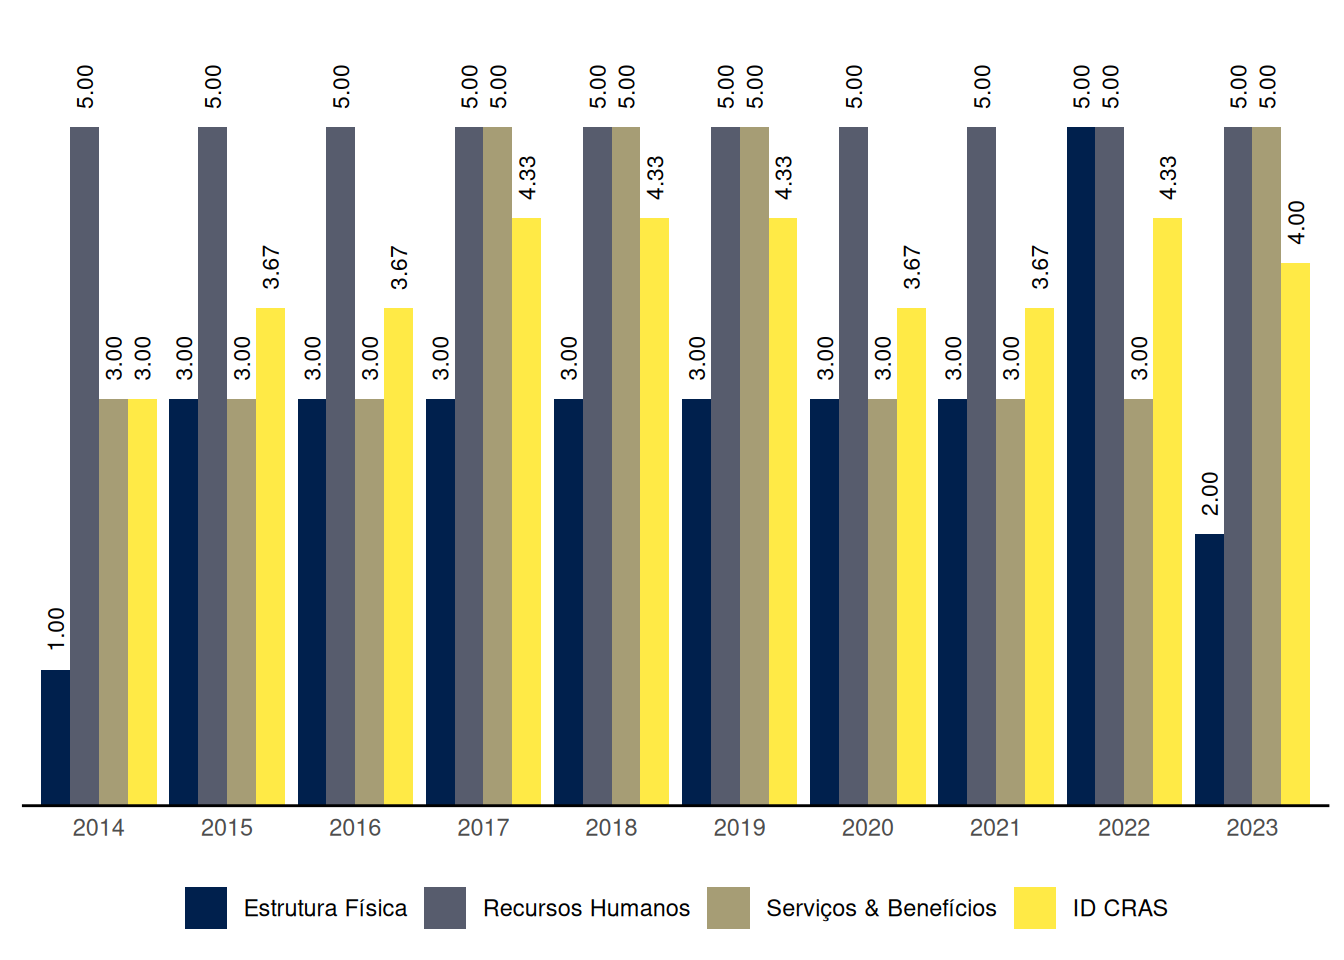 5.00 5.00 5.00 5.00 5.00 5.00 5.00 5.00 5.00 5.00 5.00 5.00 5.00 5.00 5.00
4.33 4.33 4.33 4.33
4.00
3.67 3.67 3.67 3.67
3.00 3.00 3.00 3.00 3.00 3.00 3.00 3.00 3.00 3.00 3.00 3.00 3.00 3.00
2.00
1.00
2014 2015 2016 2017 2018 2019 2020 2021 2022 2023
Estrutura Física Recursos Humanos Serviços & Benefícios ID CRAS